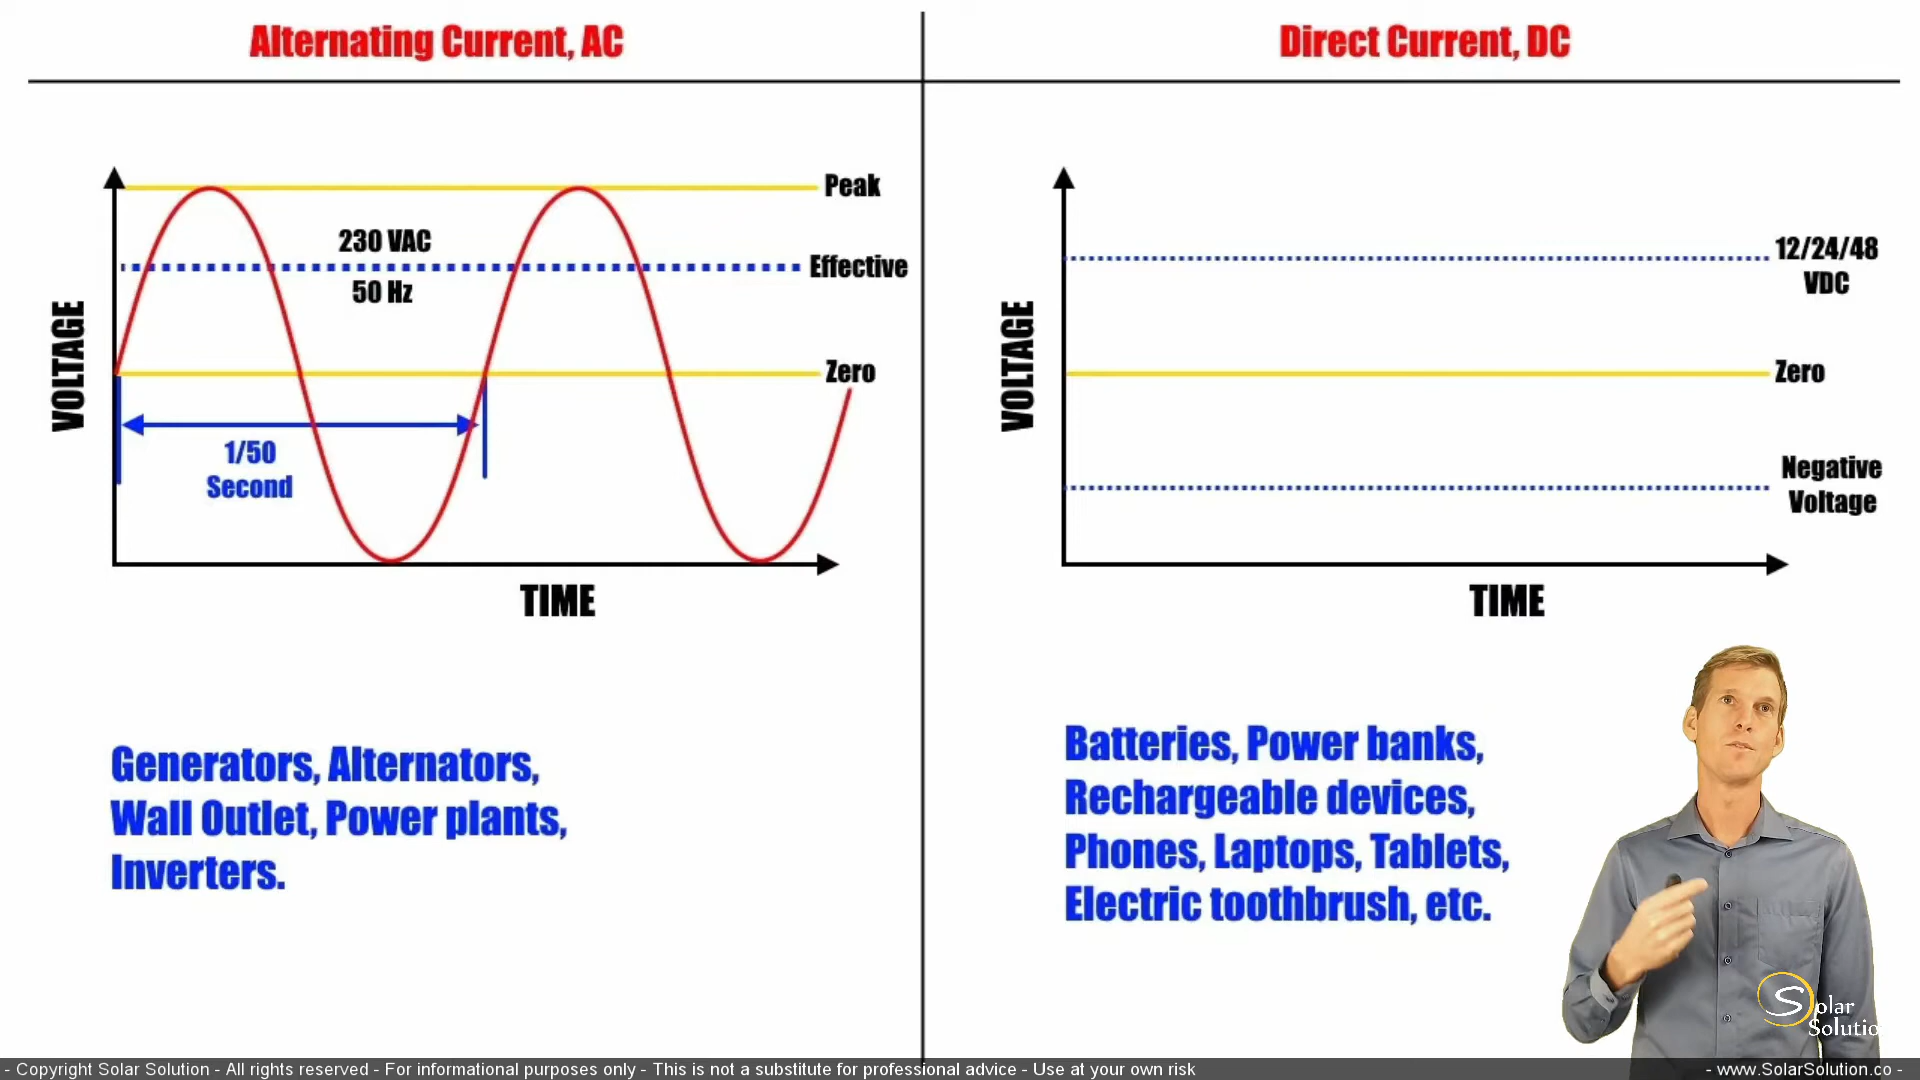 Alternating Current, AC
Direct Current, DC
Peak
230 VAC
Effective
50 Hz
VOLTAGE
Zero
1/50
Second
TIME
12/24/48
VDC
VOLTAGE
Zero
Negative
Voltage
TIME
Generators, Alternators,
Wall Outlet, Power plants,
Inverters.
Batteries, Power banks,
Rechargeable devices,
Phones, Laptops, Tablets,
Electric toothbrush, etc.
Solar
Solutio
- Copyright Solar Solution - All rights reserved - For informational purposes only - This is not a substitute for professional advice - Use at your own risk
- www.SolarSolution.co -